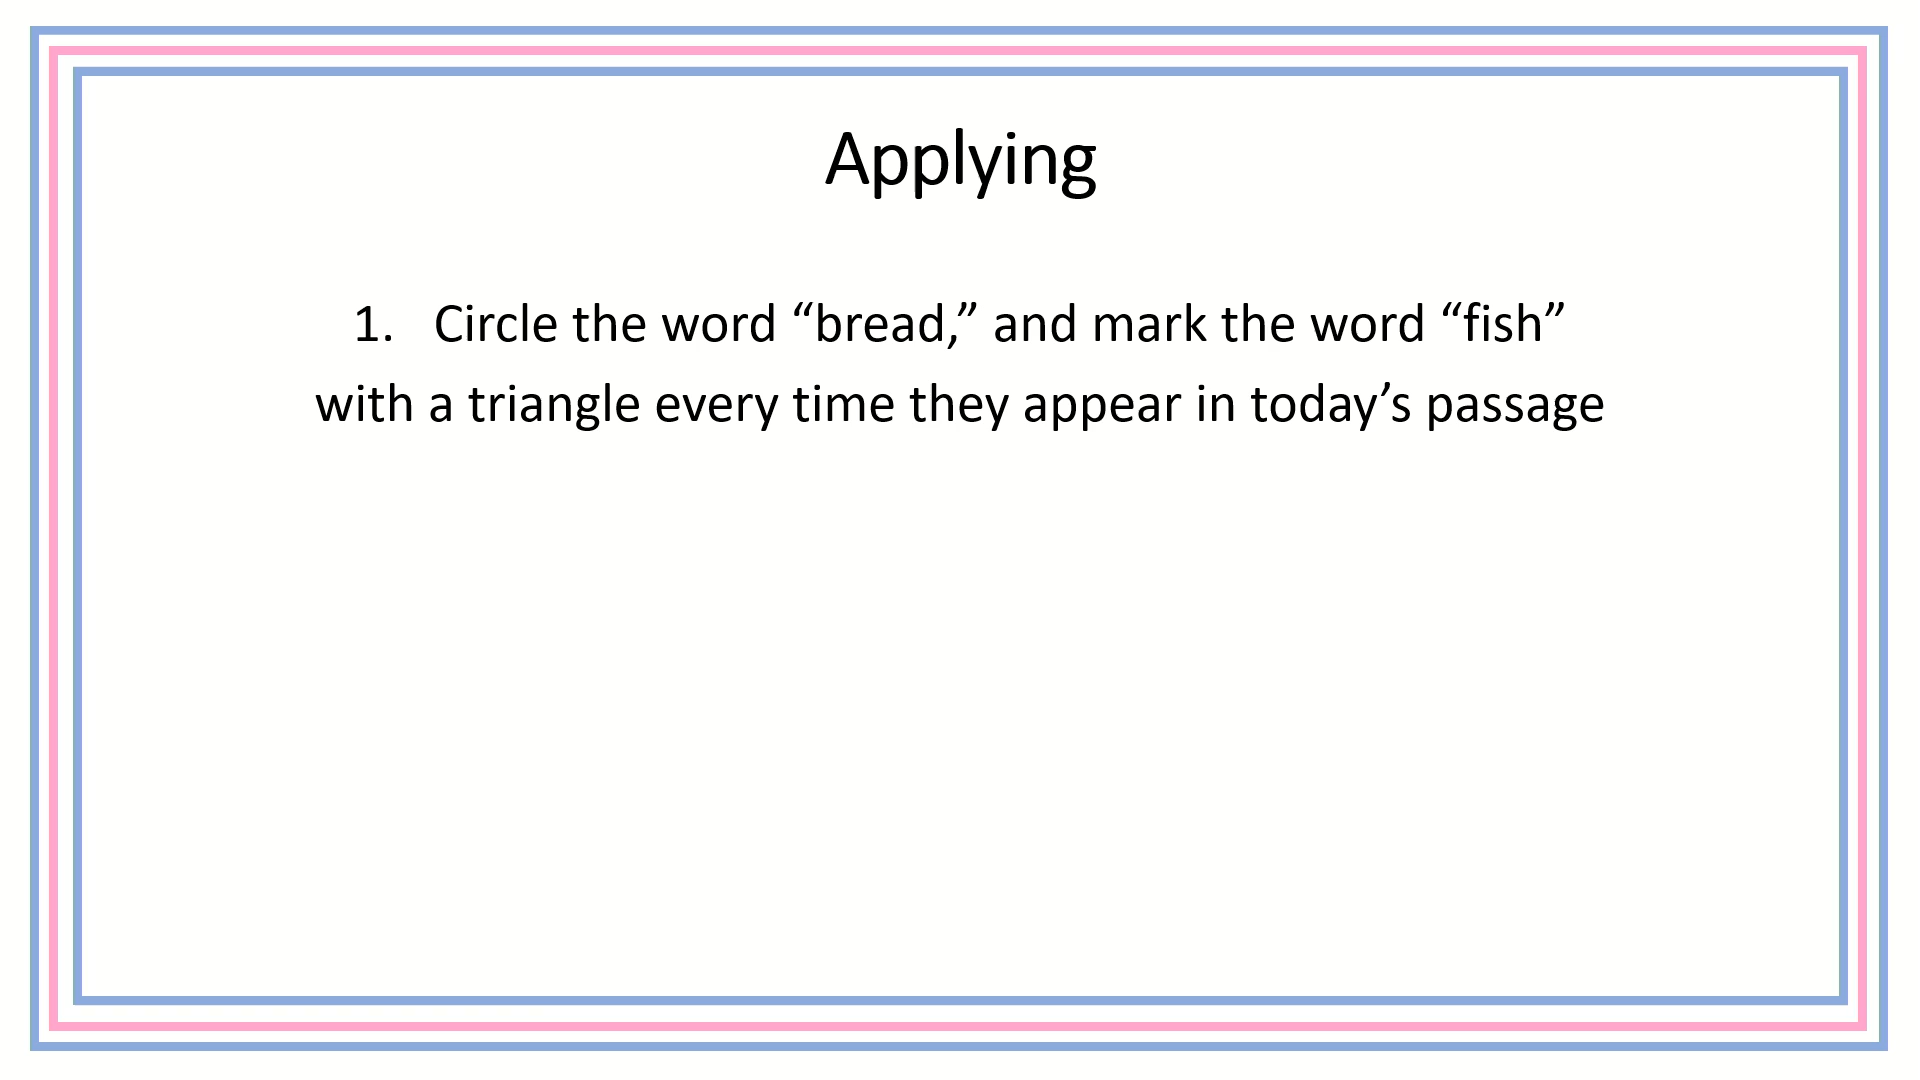 Applying
1. Circle the word “bread,” and mark the word “fish”
with a triangle every time they appear in today’s passage